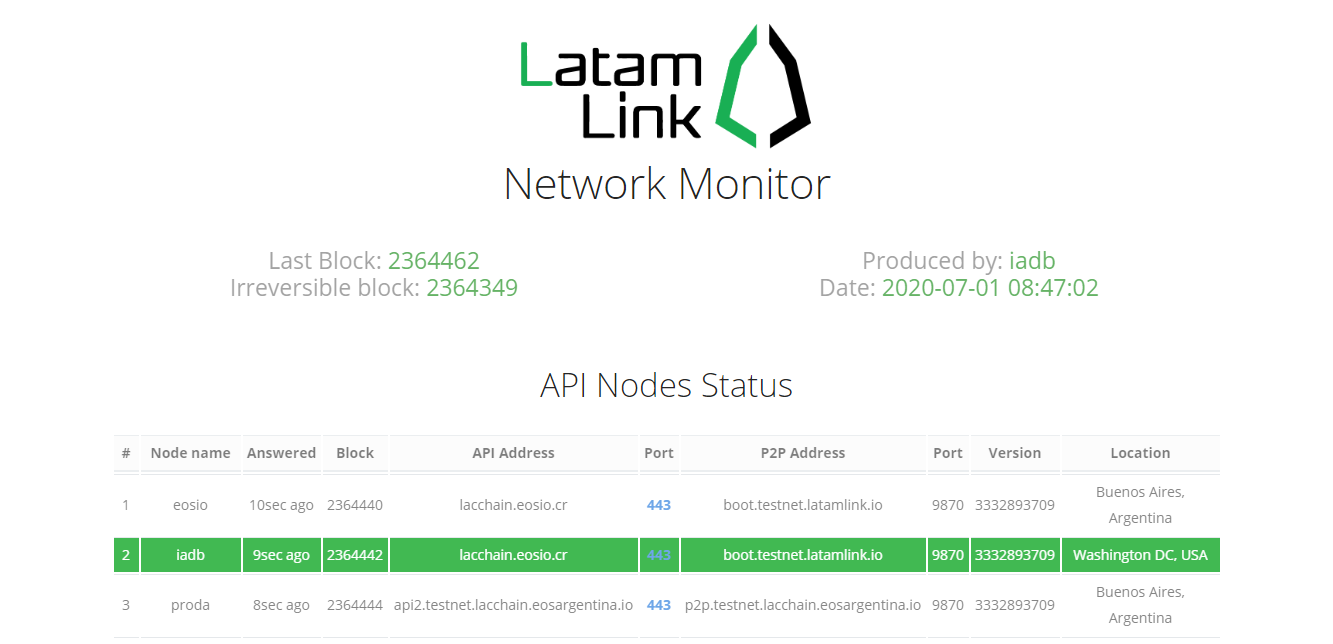 Latam
Link
Network Monitor
Last Block: 2364462
Irreversible block: 2364349
Produced by: iadb
Date: 2020-07-01 08:47:02
API Nodes Status
# Node name Answered Block API Address Port P2P Address Port Version Location
1 eosio 10sec ago 2364440 lacchain.eosio.cr 443 boot.testnet.latamlink.io 9870 3332893709 Buenos Aires,
Argentina
2 iadb 9sec ago 2364442 lacchain.eosio.cr 443 boot.testnet.latamlink.io 9870 3332893709 Washington DC, USA
3 proda 8sec ago 2364444 api2.testnet.lacchain.eosargentina.io 443 p2p.testnet.lacchain.eosargentina.io 9870 3332893709 Buenos Aires,
Argentina